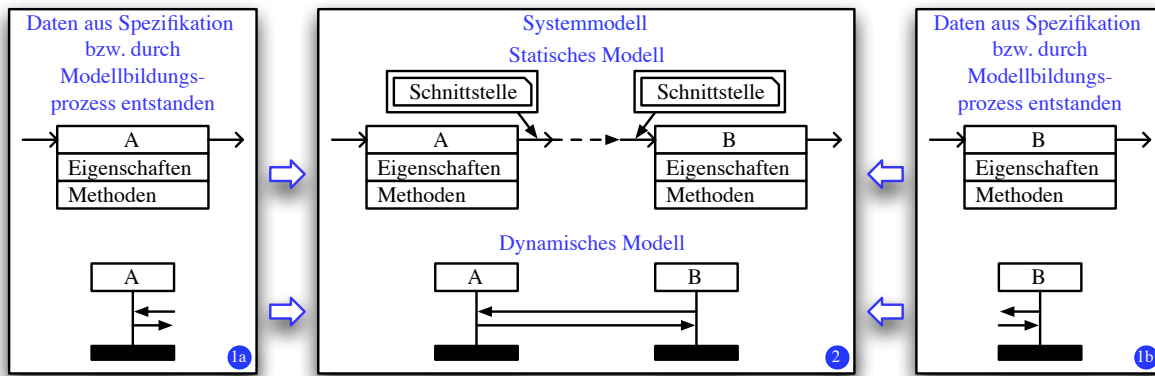 Daten aus Spezifikation
bzw. durch
Modellbildungs-
prozess entstanden
A
Eigenschaften
Methoden
A
1a
Systemmodell
Statisches Modell
Schnittstelle
Schnittstelle
A
B
Eigenschaften
Eigenschaften
Methoden
Methoden
Dynamisches Modell
A
B
2
Daten aus Spezifikation
bzw. durch
Modellbildungs-
prozess entstanden
B
Eigenschaften
Methoden
B
1b